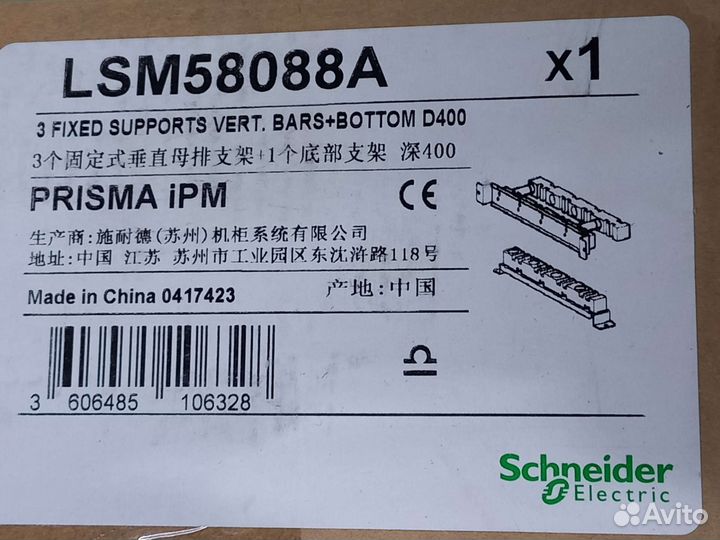 LSM58088A x1
3 FIXED SUPPORTS VERT. BARS+BOTTOM D400
3个固定式垂直母排支架+1个底部支架 深400
PRISMA iPM CE
生产商:施耐德(苏州)机柜系统有限公司
地址:中国 江苏 苏州市工业园区东沈浒路118号
Made in China 0417423 产地:中国
3 606485 106328
Schneider
Electric
Avito